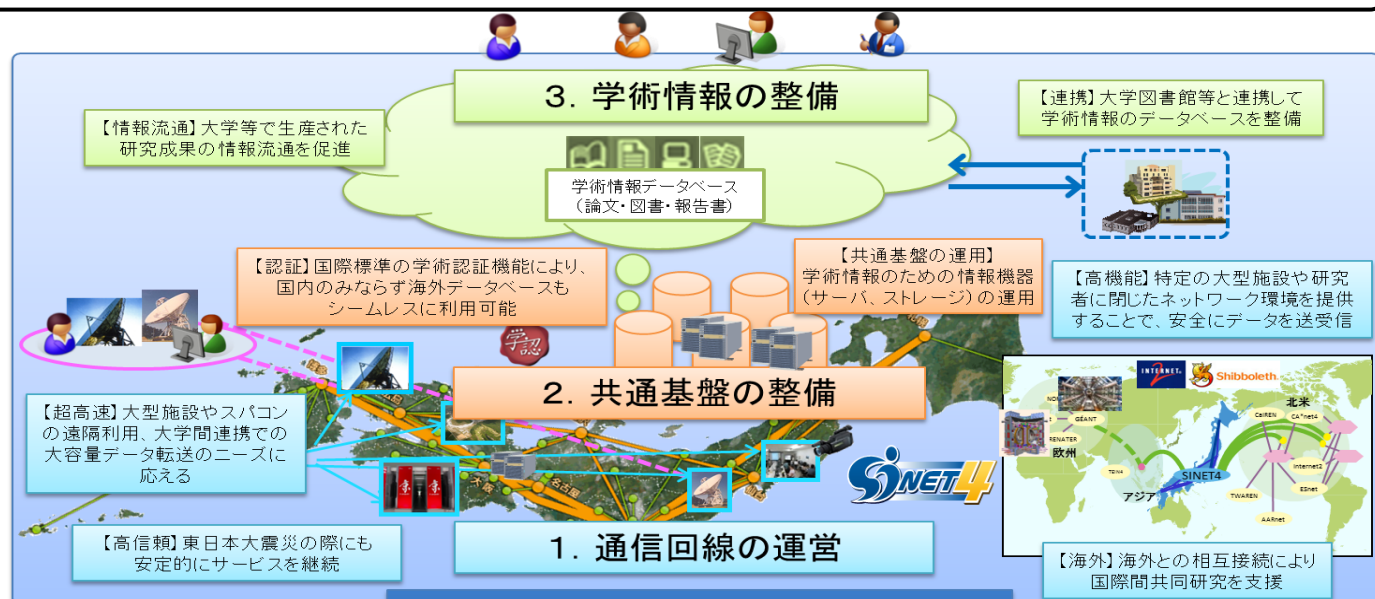 3. 学術情報の整備
【情報流通】大学等で生産された
研究成果の情報流通を促進
【連携】大学図書館等と連携して
学術情報のデータベースを整備
学術情報データベース
（論文・図書・報告書）
【認証】国際標準の学術認証機能により、
国内のみならず海外データベースも
シームレスに利用可能
【共通基盤の運用】
学術情報のための情報機器
（サーバ、ストレージ）の運用
【高機能】特定の大型施設や研究
者に閉じたネットワーク環境を提供
することで、安全にデータを送受信
学認
札幌
2. 共通基盤の整備
INTERNET 2
Shibboleth
北米
GÉANT
CalREN
CA*net4
RENATER
欧州
TEIN4
SINET4
Internet2
アジア
TWAREN
ESnet
AARnet
【超高速】大型施設やスパコン
の遠隔利用、大学間連携での
大容量データ転送のニーズに
応える
京
大阪
名古屋
仙台
SINET4
【高信頼】東日本大震災の際にも
安定的にサービスを継続
1. 通信回線の運営
【海外】海外との相互接続により
国際間共同研究を支援